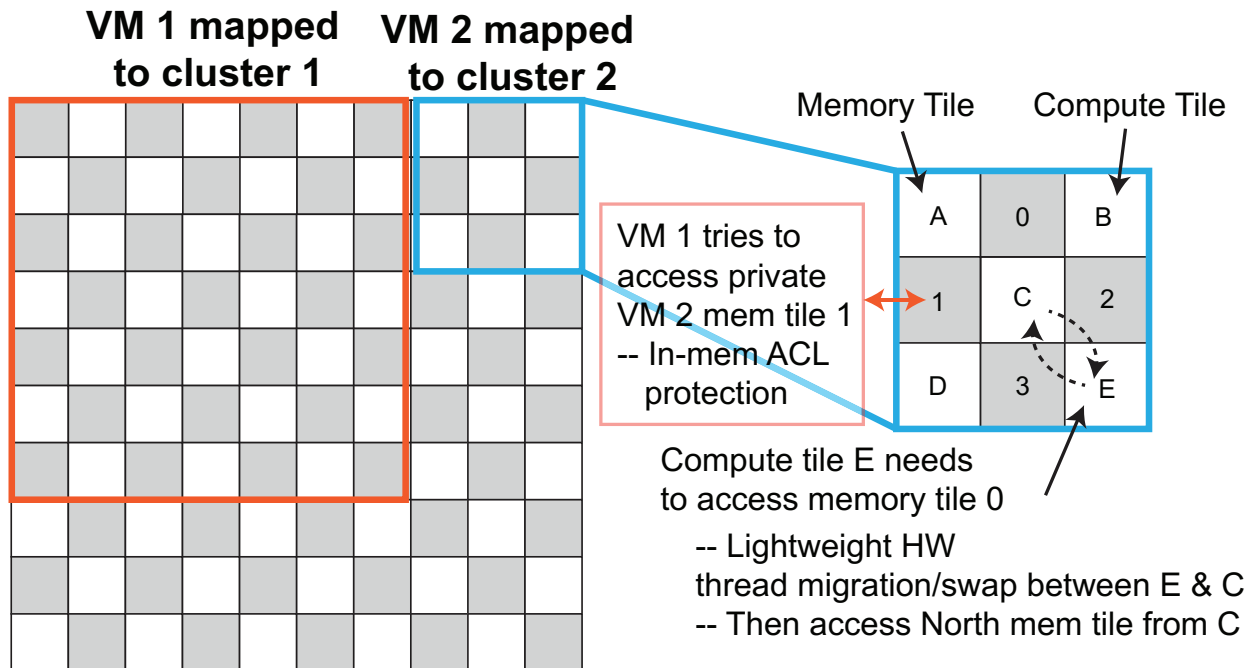 VM 1 mapped
to cluster 1
VM 2 mapped
to cluster 2
Memory Tile
Compute Tile
A
0
B
1
C
2
D
3
E
VM 1 tries to
access private
VM 2 mem tile 1
-- In-mem ACL
protection
Compute tile E needs
to access memory tile 0
-- Lightweight HW
thread migration/swap between E & C
-- Then access North mem tile from C